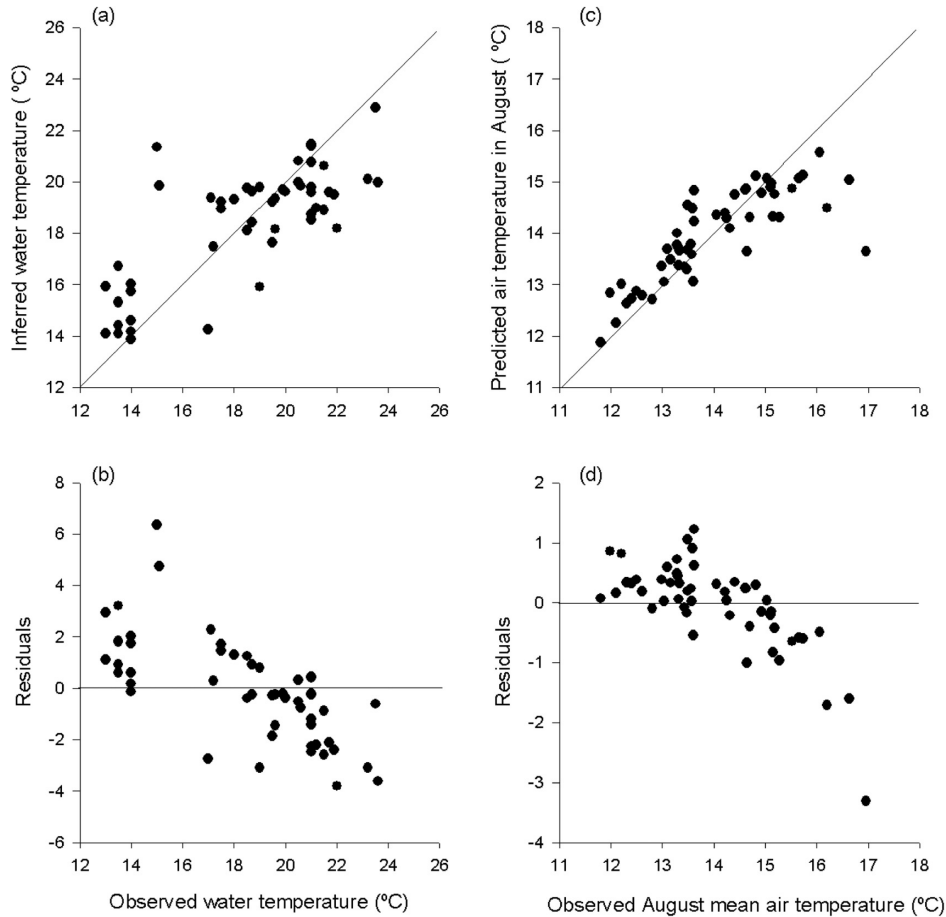 (a)
26
24
22
20
18
16
14
12
Inferred water temperature ( ºC)
12 14 16 18 20 22 24 26
(c)
18
17
16
15
14
13
12
11
Predicted air temperature in August ( ºC)
11 12 13 14 15 16 17 18
(b)
8
6
4
2
0
-2
-4
-6
Residuals
12 14 16 18 20 22 24 26
Observed water temperature (ºC)
(d)
2
1
0
-1
-2
-3
-4
Residuals
11 12 13 14 15 16 17 18
Observed August mean air temperature (ºC)